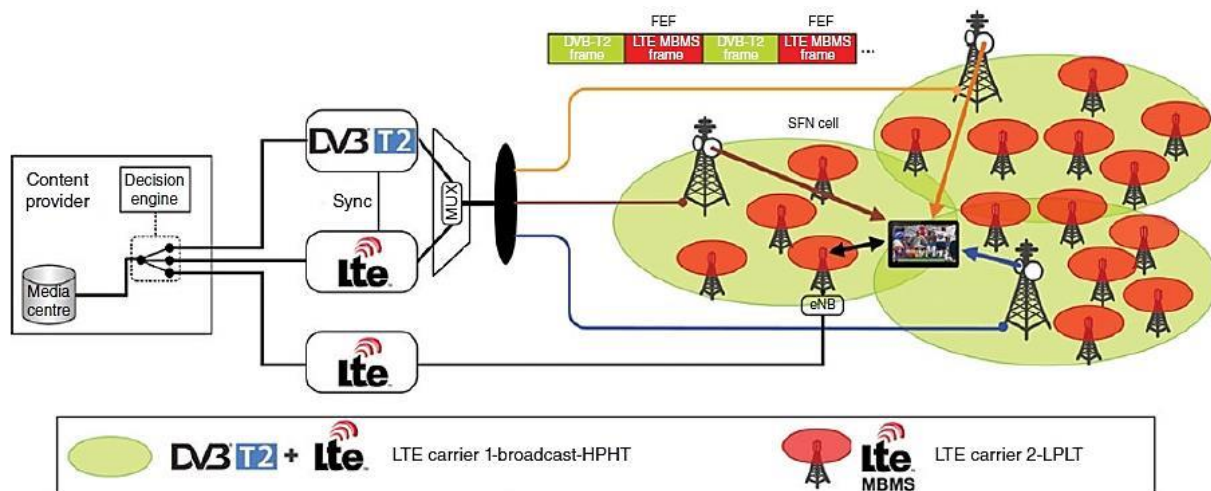 FEF
FEF
DVB-T2 frame
LTE MBMS frame
DVB-T2 frame
LTE MBMS frame
...
SFN cell
Content provider
Decision engine
Media centre
DVB T2
Sync
MUX
Lte
Lte
eNB
DVB T2 + Lte LTE carrier 1-broadcast-HPHT
Lte MBMS LTE carrier 2-LPLT